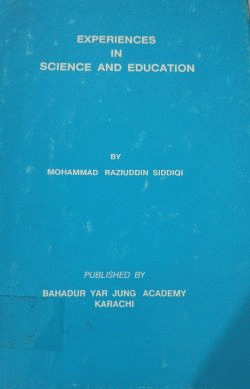 EXPERIENCES
IN
SCIENCE AND EDUCATION
BY
MOHAMMAD RAZIUDDIN SIDDIQI
PUBLISHED BY
BAHADUR YAR JUNG ACADEMY
KARACHI